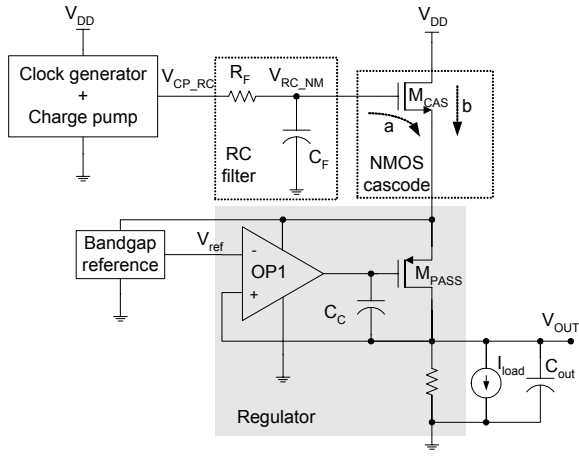 V_DD
V_DD
Clock generator
+
Charge pump
V_CP_RC
R_F
V_RC_NM
C_F
RC
filter
M_CAS
a
b
NMOS
cascode
Bandgap
reference
V_ref
-
OP1
+
M_PASS
C_C
V_OUT
I_load
C_out
Regulator